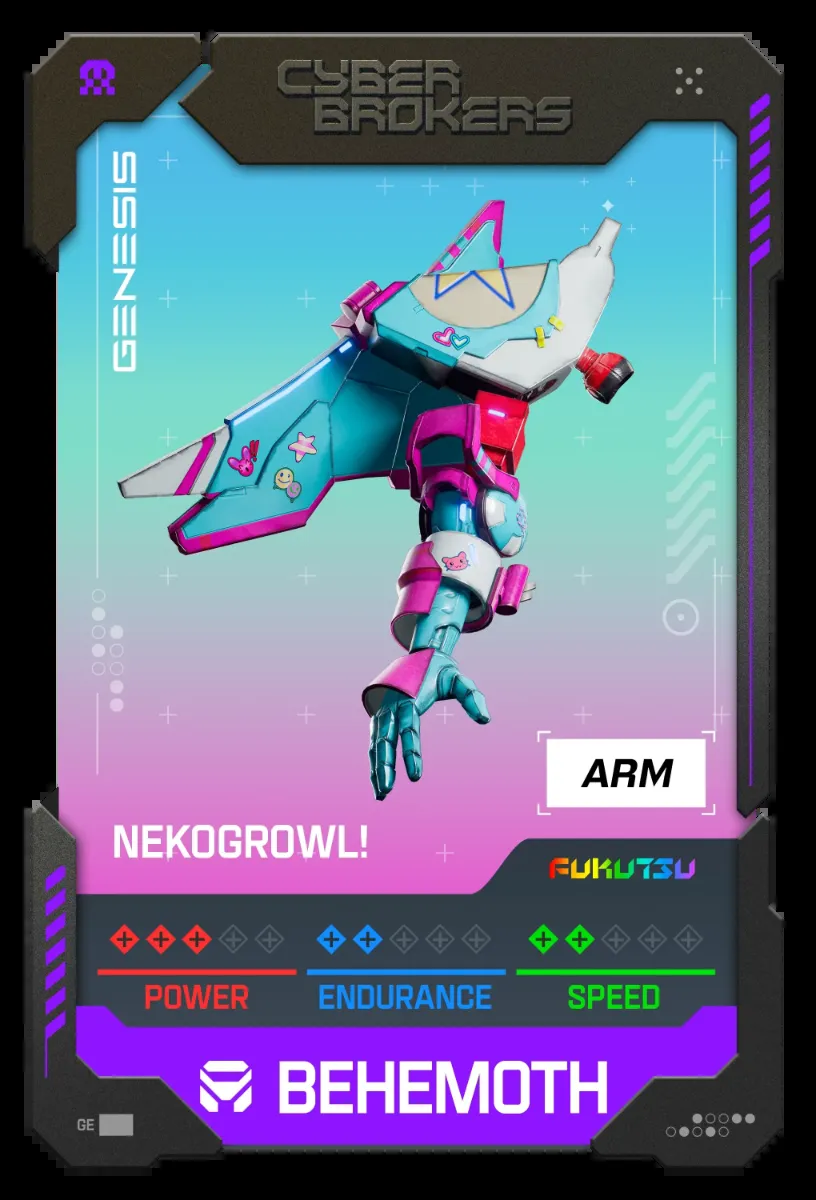 CYBER
BROKERS
GENESIS
ARM
NEKOGROWL!
FUKUTSU
POWER
ENDURANCE
SPEED
BEHEMOTH
GE